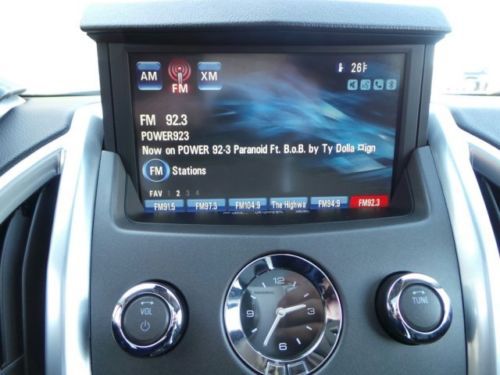 AM
FM
XM
26
FM 92.3
POWER923
Now on POWER 92-3 Paranoid Ft. B.o.B. by Ty Dolla ¤ign
FM Stations
FAV 1 2 3 4
FM91.5 FM97.3 FM104.9 The Highwa FM94.9 FM92.3
VOL
TUNE
12
3